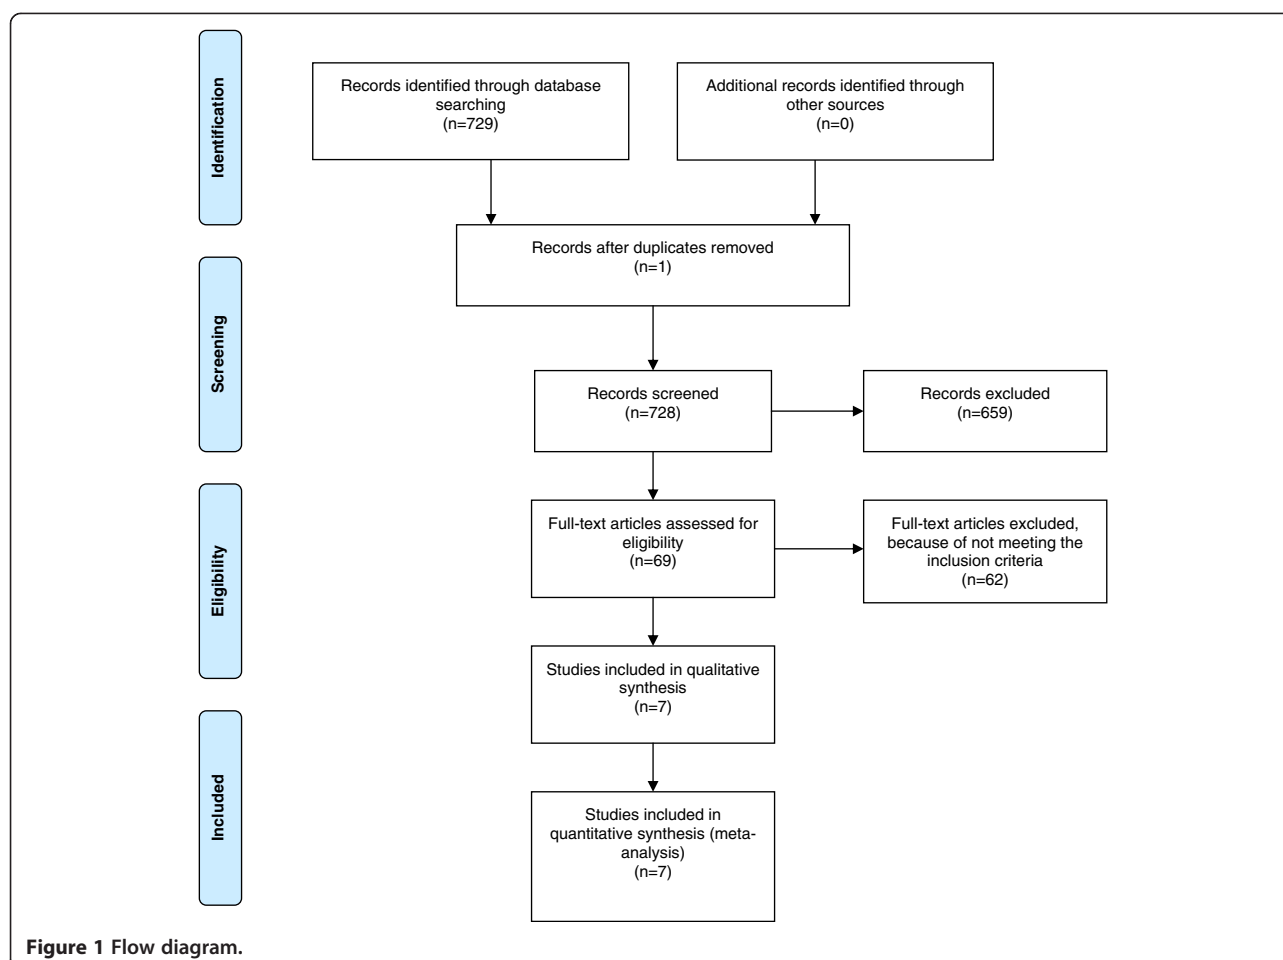 Identification
Records identified through database
searching
(n=729)
Additional records identified through
other sources
(n=0)
Records after duplicates removed
(n=1)
Screening
Records screened
(n=728)
Records excluded
(n=659)
Eligibility
Full-text articles assessed for
eligibility
(n=69)
Full-text articles excluded,
because of not meeting the
inclusion criteria
(n=62)
Studies included in qualitative
synthesis
(n=7)
Included
Studies included in
quantitative synthesis (meta-
analysis)
(n=7)
Figure 1 Flow diagram.